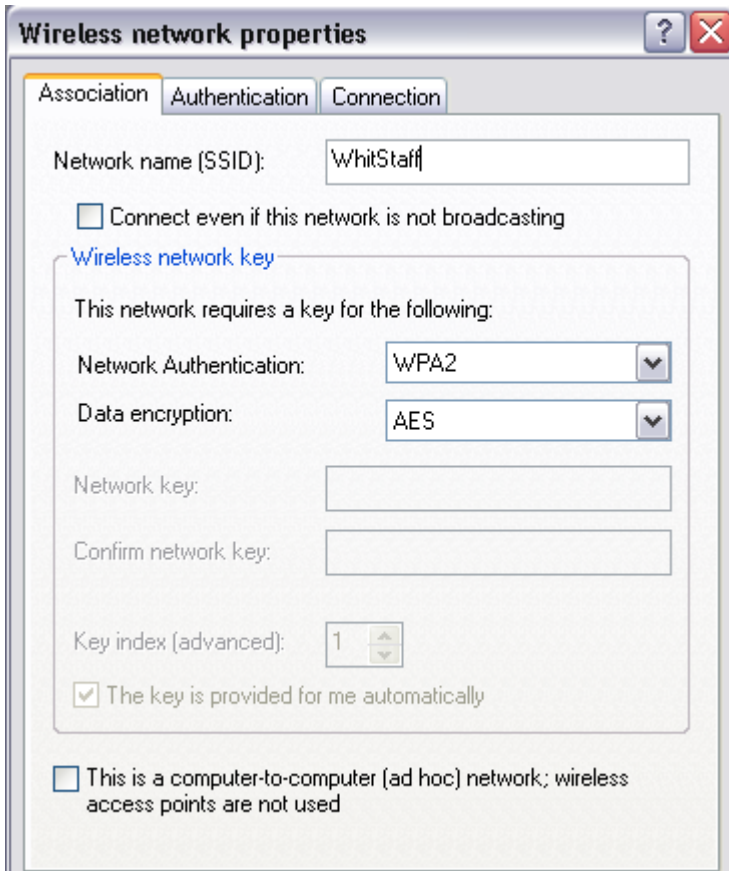 Wireless network properties
Association Authentication Connection
Network name (SSID): WhitStaff
Connect even if this network is not broadcasting
Wireless network key
This network requires a key for the following:
Network Authentication: WPA2
Data encryption: AES
Network key:
Confirm network key:
Key index (advanced): 1
The key is provided for me automatically
This is a computer-to-computer (ad hoc) network; wireless
access points are not used